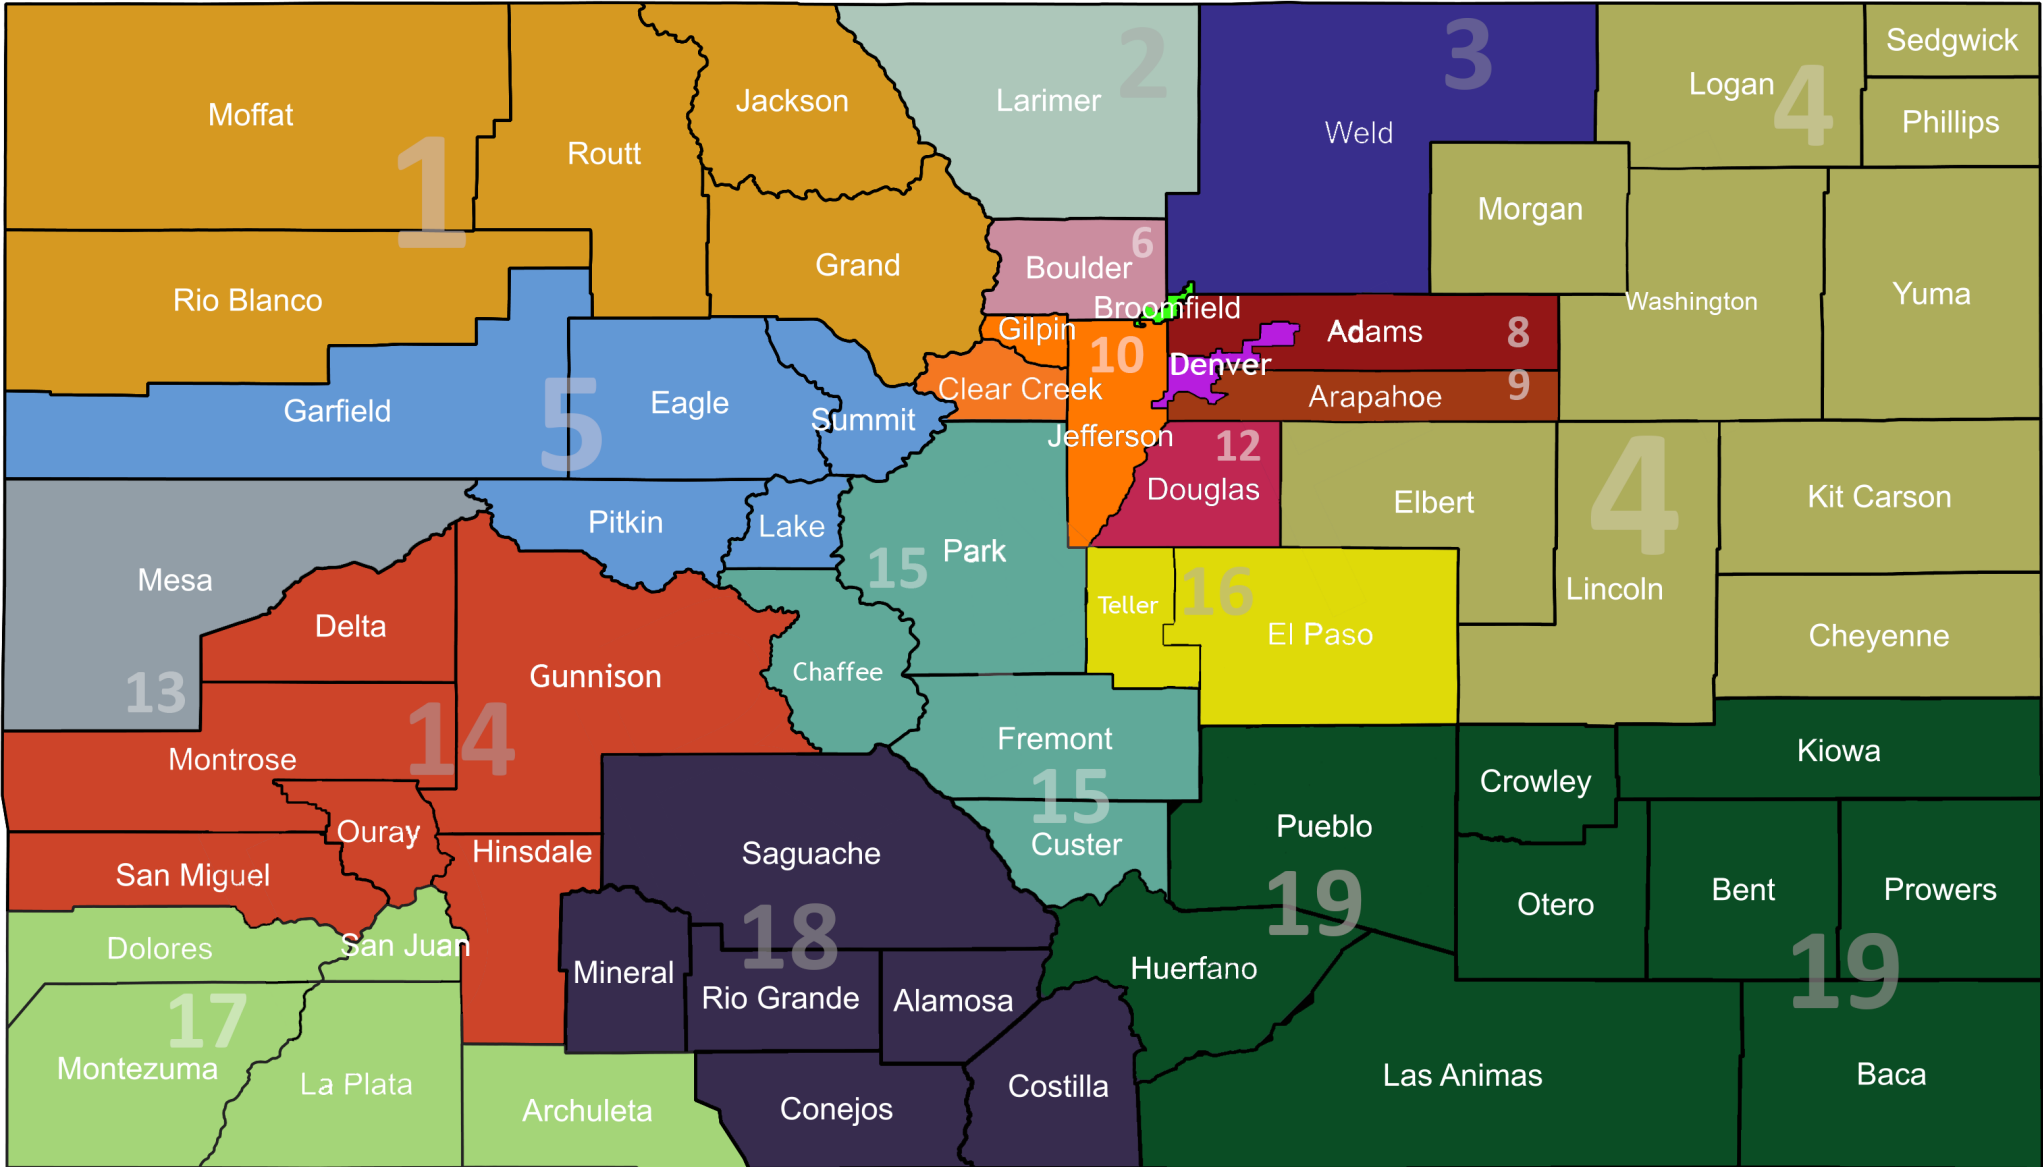 Sedgwick
2
3
Logan
4
Jackson
Larimer
Moffat
Phillips
Weld
Routt
1
Morgan
6
Grand
Boulder
Yuma
Rio Blanco
Washington
Broomfield
Gilpin
10
Adams
8
Denver
Clear Creek
Arapahoe
9
Garfield
5
Eagle
Summit
Jefferson
12
Douglas
Elbert
4
Kit Carson
Pitkin
Lake
15
Park
Mesa
Lincoln
Teller
16
El Paso
Cheyenne
Delta
13
Gunnison
Chaffee
14
Montrose
Fremont
Kiowa
15
Crowley
Ouray
Hinsdale
Saguache
Custer
Pueblo
San Miguel
19
Otero
Bent
Prowers
Dolores
San Juan
18
Mineral
Rio Grande
Alamosa
Huerfano
19
17
Montezuma
La Plata
Archuleta
Conejos
Costilla
Las Animas
Baca